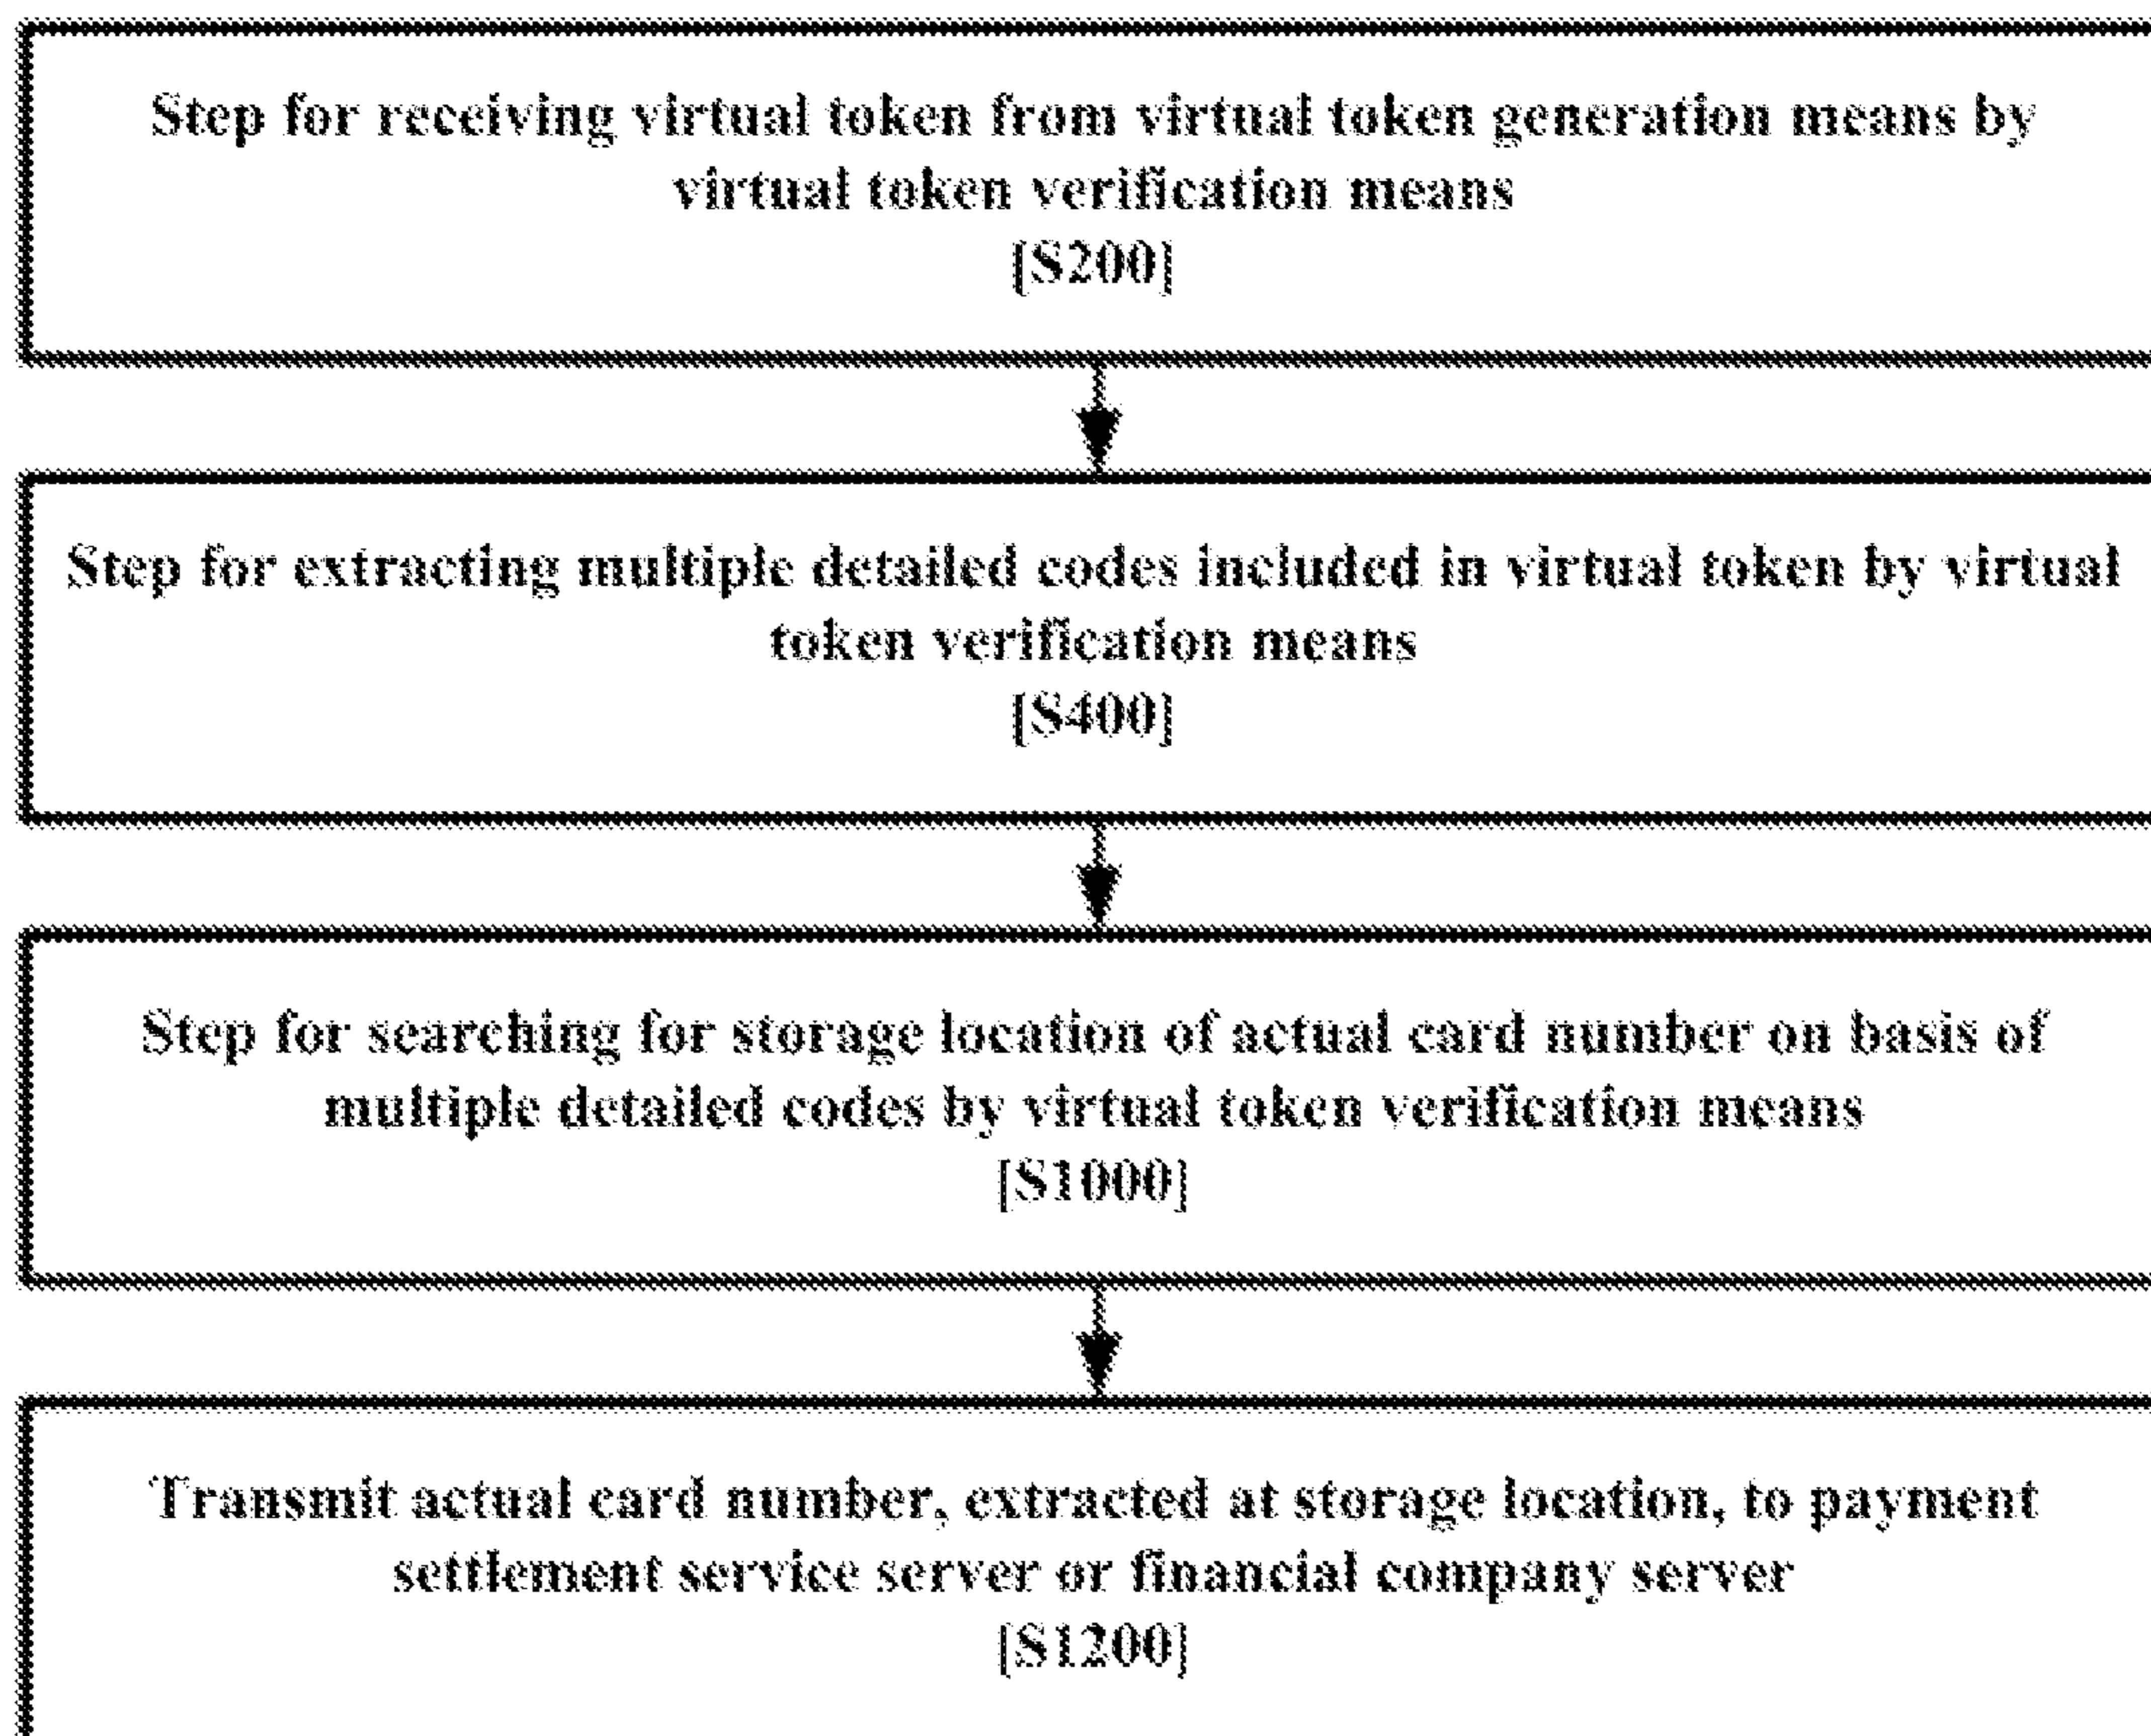 Step for receiving virtual token from virtual token generation means by
virtual token verification means
[S200]
Step for extracting multiple detailed codes included in virtual token by virtual
token verification means
[S400]
Step for searching for storage location of actual card number on basis of
multiple detailed codes by virtual token verification means
[S1000]
Transmit actual card number, extracted at storage location, to payment
settlement service server or financial company server
[S1200]